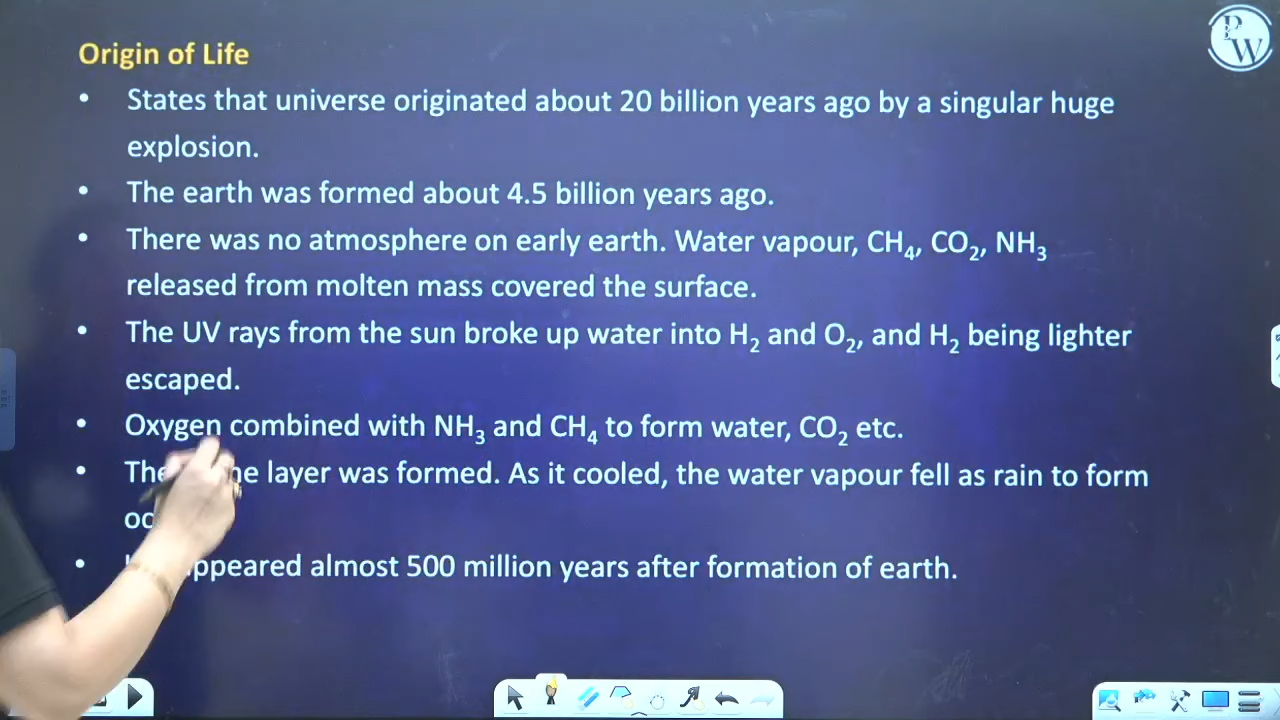 PW
Origin of Life
• States that universe originated about 20 billion years ago by a singular huge
explosion.
• The earth was formed about 4.5 billion years ago.
• There was no atmosphere on early earth. Water vapour, CH₄, CO₂, NH₃
released from molten mass covered the surface.
• The UV rays from the sun broke up water into H₂ and O₂, and H₂ being lighter
escaped.
• Oxygen combined with NH₃ and CH₄ to form water, CO₂ etc.
• The layer was formed. As it cooled, the water vapour fell as rain to form
• appeared almost 500 million years after formation of earth.